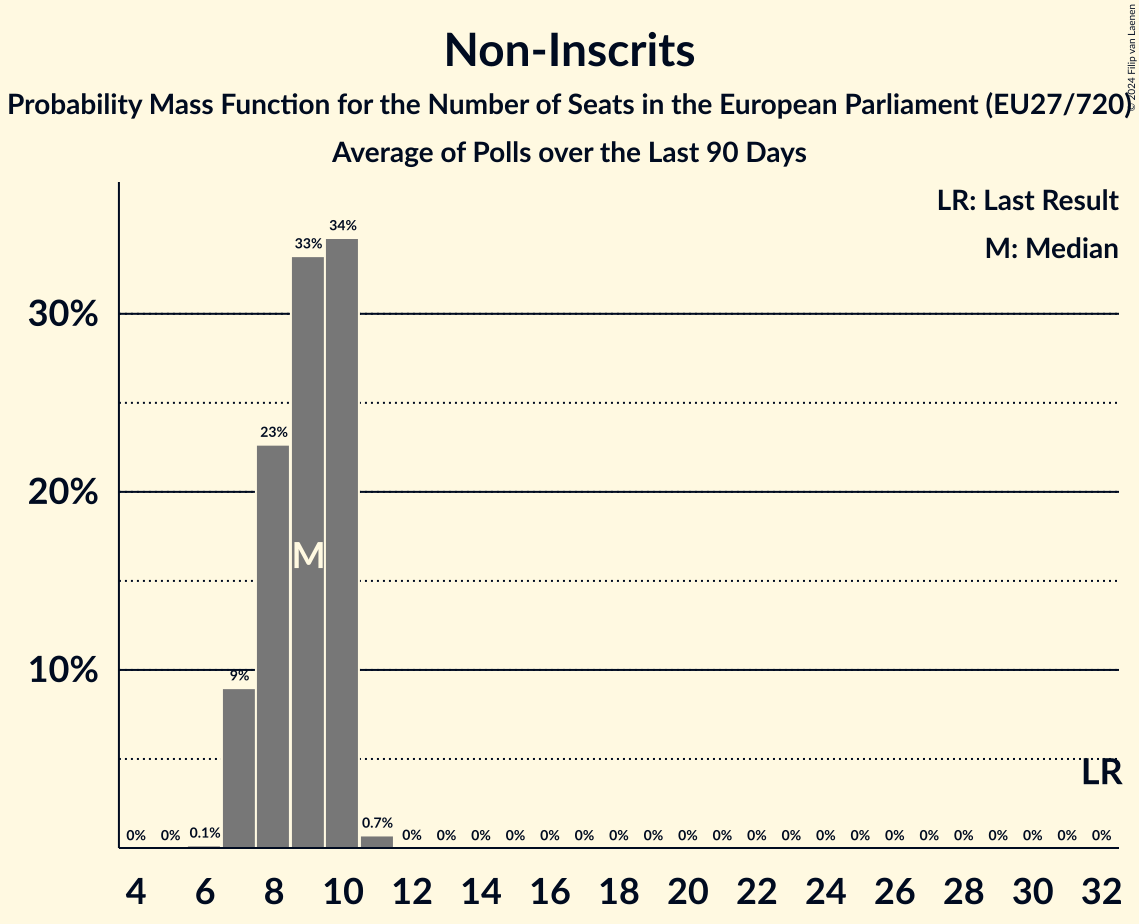 Non-Inscrits
Probability Mass Function for the Number of Seats in the European Parliament (EU27/720)
Average of Polls over the Last 90 Days
© 2024 Filip van Laenen
LR: Last Result
M: Median
34%
33%
30%
23%
20%
M
10%
9%
LR
0% 0% 0.1% 0.7% 0% 0% 0% 0% 0% 0% 0% 0% 0% 0% 0% 0% 0% 0% 0% 0% 0% 0% 0% 0% 0%
4 6 8 10 12 14 16 18 20 22 24 26 28 30 32